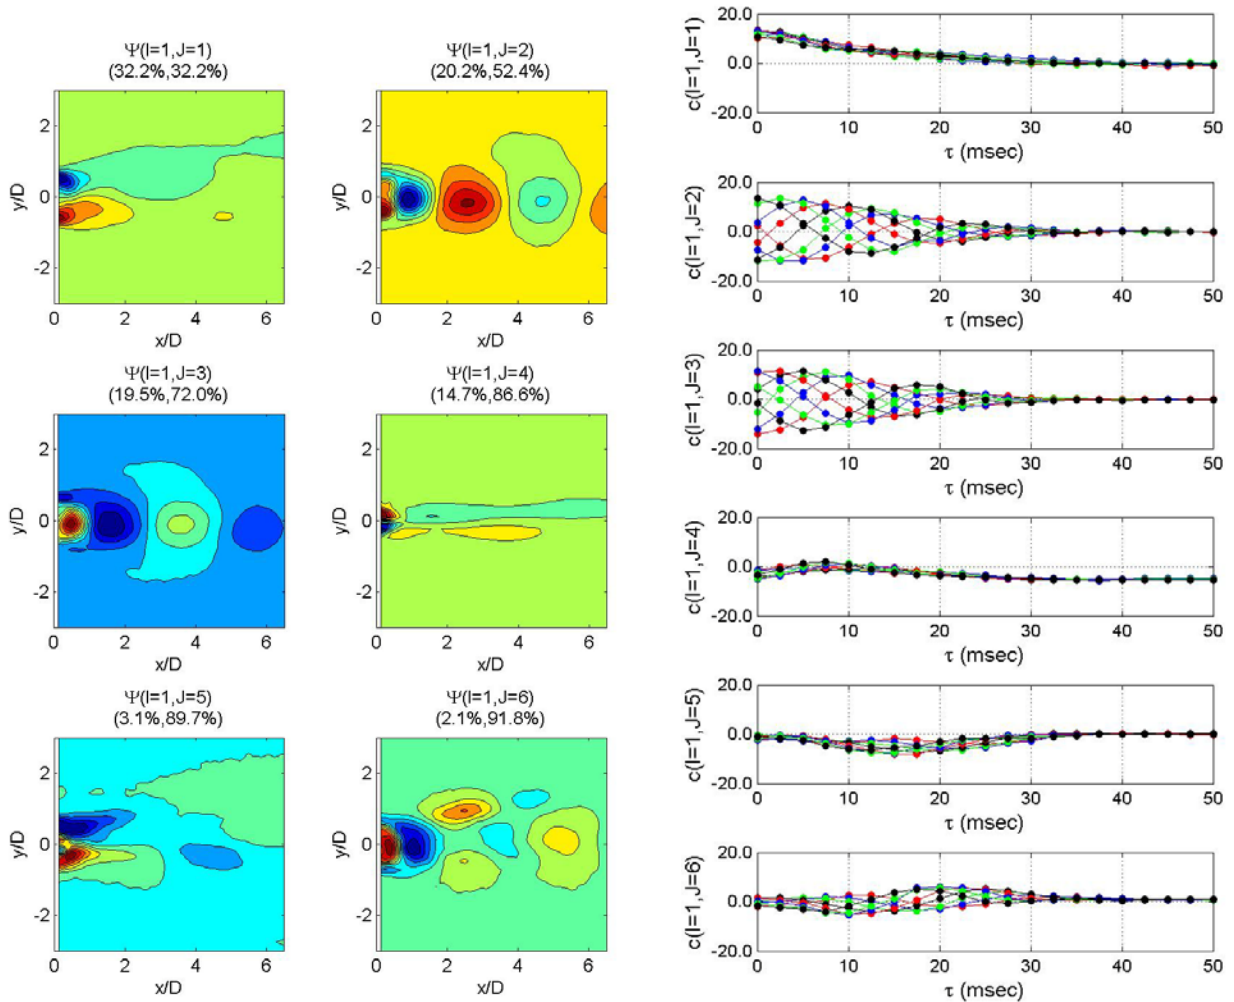 Ψ(I=1,J=1)
(32.2%,32.2%)
2
0
-2
y/D
0 2 4 6
x/D
Ψ(I=1,J=2)
(20.2%,52.4%)
2
0
-2
y/D
0 2 4 6
x/D
Ψ(I=1,J=3)
(19.5%,72.0%)
2
0
-2
y/D
0 2 4 6
x/D
Ψ(I=1,J=4)
(14.7%,86.6%)
2
0
-2
y/D
0 2 4 6
x/D
Ψ(I=1,J=5)
(3.1%,89.7%)
2
0
-2
y/D
0 2 4 6
x/D
Ψ(I=1,J=6)
(2.1%,91.8%)
2
0
-2
y/D
0 2 4 6
x/D
c(I=1,J=1)
20.0
0.0
-20.0
0 10 20 30 40 50
τ (msec)
c(I=1,J=2)
20.0
0.0
-20.0
0 10 20 30 40 50
τ (msec)
c(I=1,J=3)
20.0
0.0
-20.0
0 10 20 30 40 50
τ (msec)
c(I=1,J=4)
20.0
0.0
-20.0
0 10 20 30 40 50
τ (msec)
c(I=1,J=5)
20.0
0.0
-20.0
0 10 20 30 40 50
τ (msec)
c(I=1,J=6)
20.0
0.0
-20.0
0 10 20 30 40 50
τ (msec)